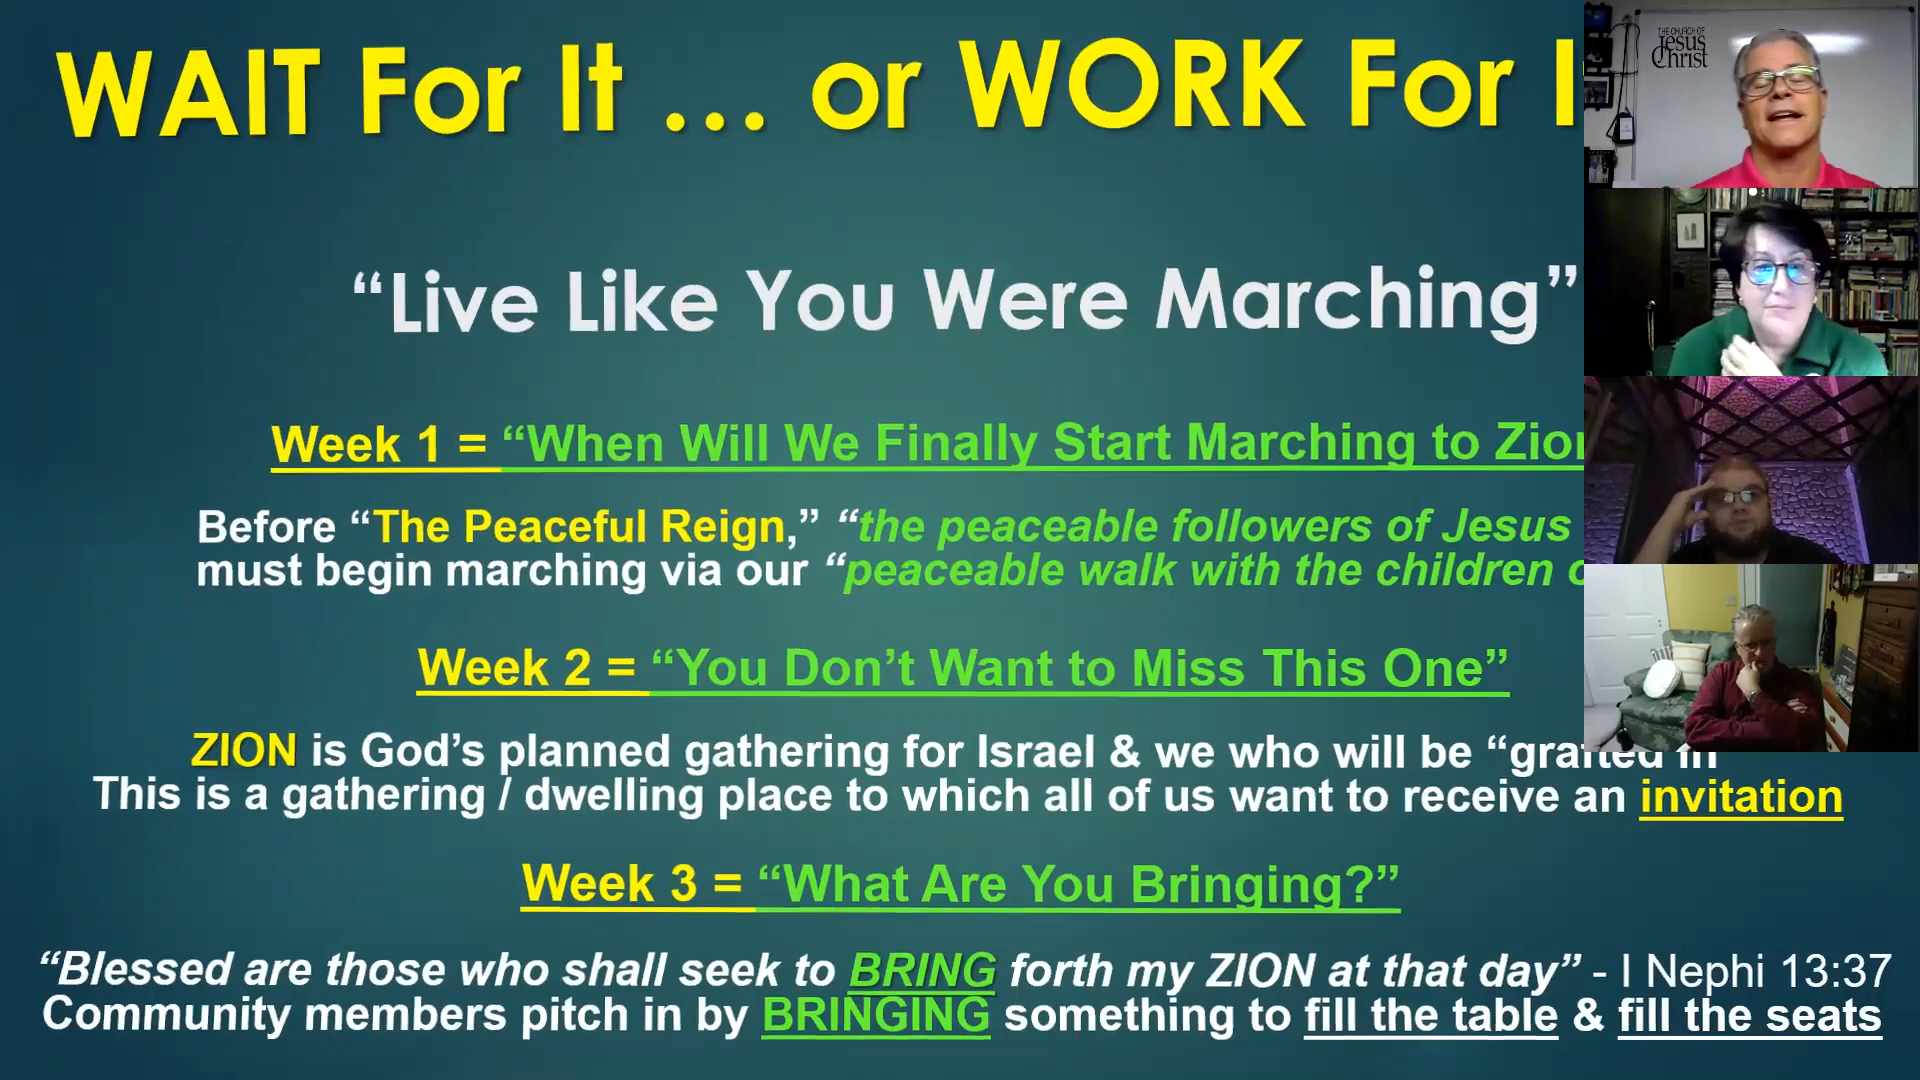 WAIT For It ... or WORK For I
THE CHURCH OF
Jesus
Christ
“Live Like You Were Marching”
Week 1 = “When Will We Finally Start Marching to Zion
Before “The Peaceful Reign,” “the peaceable followers of Jesus
must begin marching via our “peaceable walk with the children
Week 2 = “You Don’t Want to Miss This One”
ZION is God’s planned gathering for Israel & we who will be “grafted in
This is a gathering / dwelling place to which all of us want to receive an invitation
Week 3 = “What Are You Bringing?”
“Blessed are those who shall seek to BRING forth my ZION at that day” - I Nephi 13:37
Community members pitch in by BRINGING something to fill the table & fill the seats